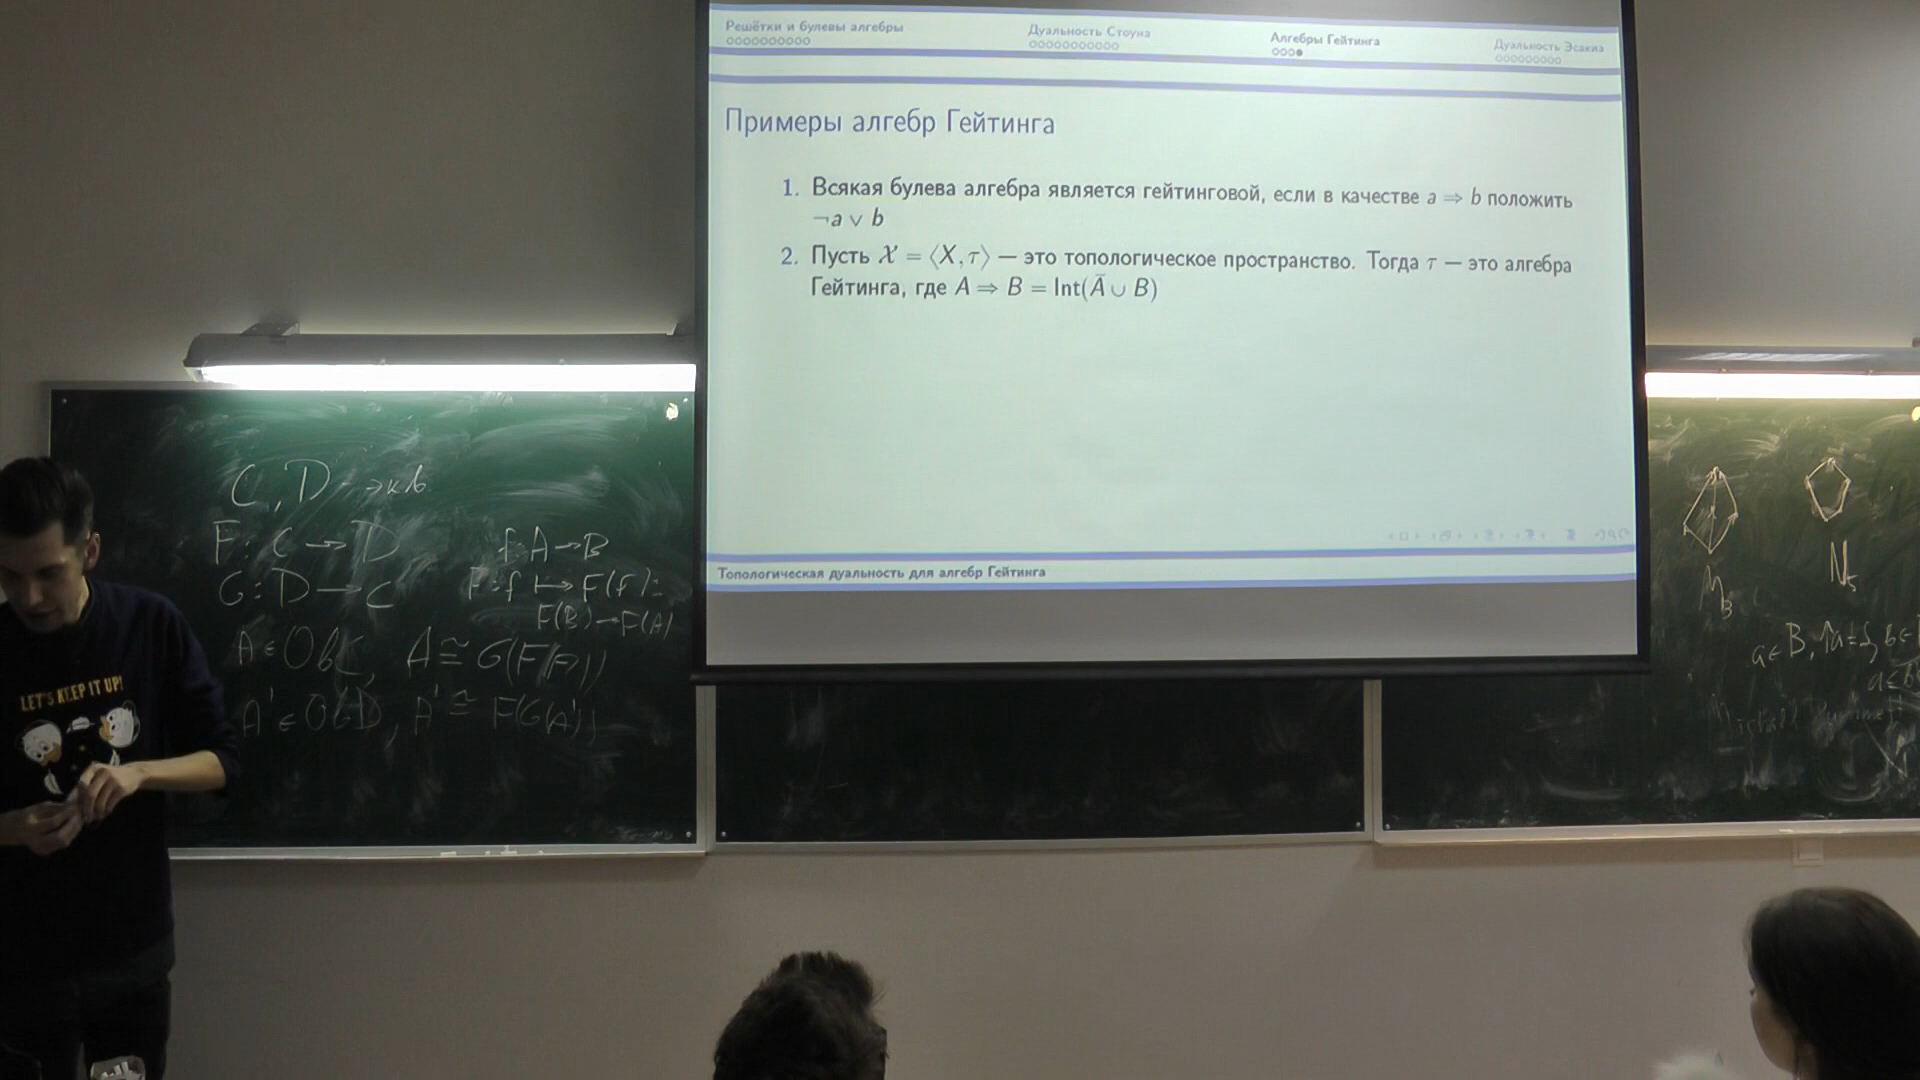 Решётки и булевы алгебры
Дуальность Стоуна
Алгебры Гейтинга
Дуальность Эсакиа
Примеры алгебр Гейтинга
1. Всякая булева алгебра является гейтинговой, если в качестве a ⇒ b положить
¬a ∨ b
2. Пусть 𝒳 = ⟨X, τ⟩ — это топологическое пространство. Тогда τ — это алгебра
Гейтинга, где A ⇒ B = Int(Ā ∪ B)
Топологическая дуальность для алгебр Гейтинга
C, D - экв
F: C → D
G: D → C
A ∈ Ob C, A ≅ G(F(A))
A' ∈ Ob D, A' ≅ F(G(A'))
f: A → B
F: f ↦ F(f):
F(B) → F(A)
LET'S KEEP IT UP!
M₃
N₅
a ∈ B, ↑a = { b ∈